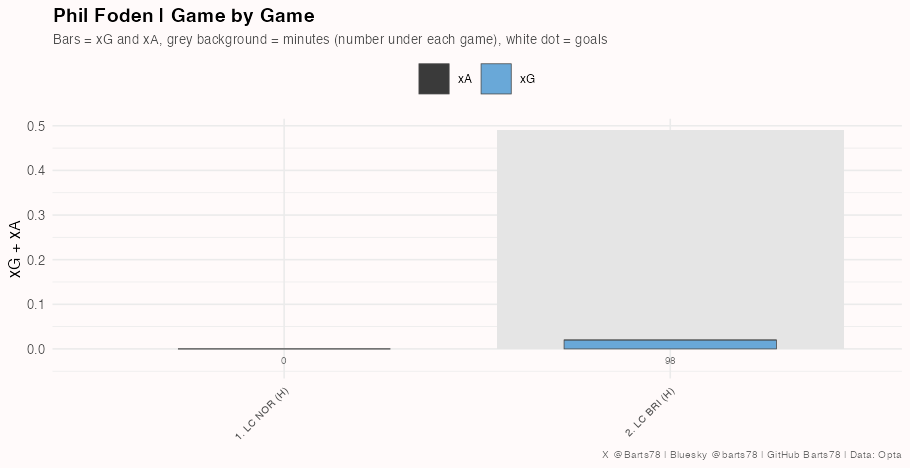 Phil Foden | Game by Game
Bars = xG and xA, grey background = minutes (number under each game), white dot = goals
xA xG
xG + xA
0.5
0.4
0.3
0.2
0.1
0.0
0 98
1. LC NOR (H) 2. LC BRI (H)
X @Barts78 | Bluesky @barts78 | GitHub Barts78 | Data: Opta